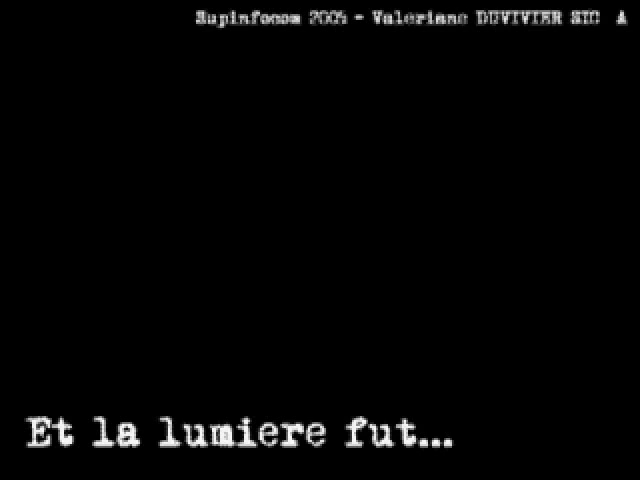 Supinfocom 2005 - Valeriane DUVIVIER SIC A
Et la lumiere fut...